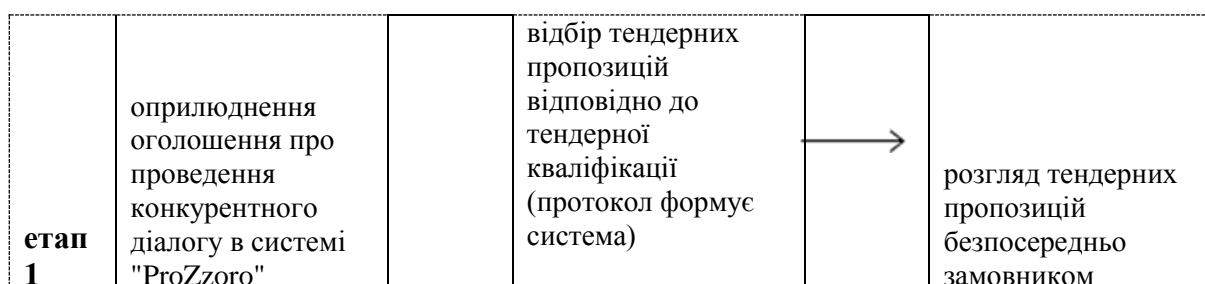 етап
1
оприлюднення
оголошення про
проведення
конкурентного
діалогу в системі
"ProZzoro"
відбір тендерних
пропозицій
відповідно до
тендерної
кваліфікації
(протокол формує
система)
розгляд тендерних
пропозицій
безпосередньо
замовником